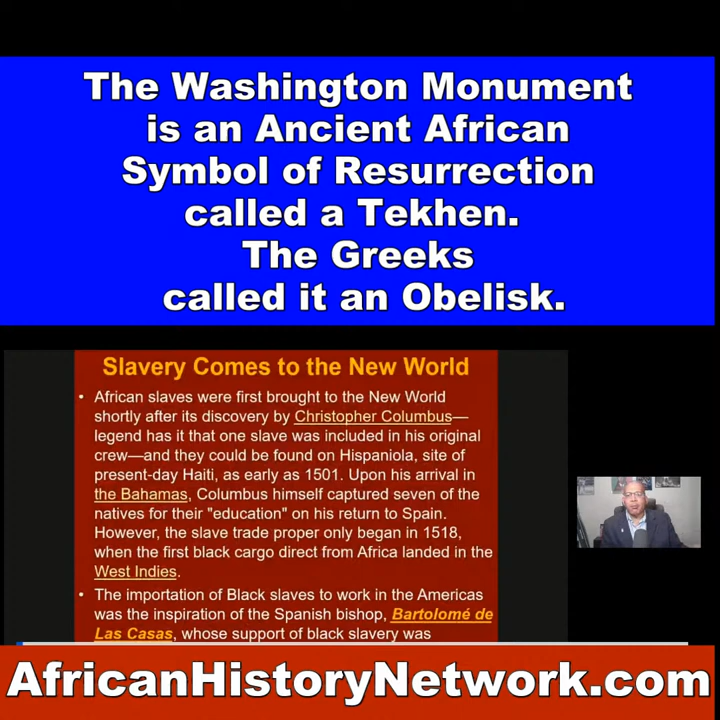 The Washington Monument
is an Ancient African
Symbol of Resurrection
called a Tekhen.
The Greeks
called it an Obelisk.
Slavery Comes to the New World
• African slaves were first brought to the New World
shortly after its discovery by Christopher Columbus—
legend has it that one slave was included in his original
crew—and they could be found on Hispaniola, site of
present-day Haiti, as early as 1501. Upon his arrival in
the Bahamas, Columbus himself captured seven of the
natives for their "education" on his return to Spain.
However, the slave trade proper only began in 1518,
when the first black cargo direct from Africa landed in the
West Indies.
• The importation of Black slaves to work in the Americas
was the inspiration of the Spanish bishop, Bartolomé de
Las Casas, whose support of black slavery was
AfricanHistoryNetwork.com